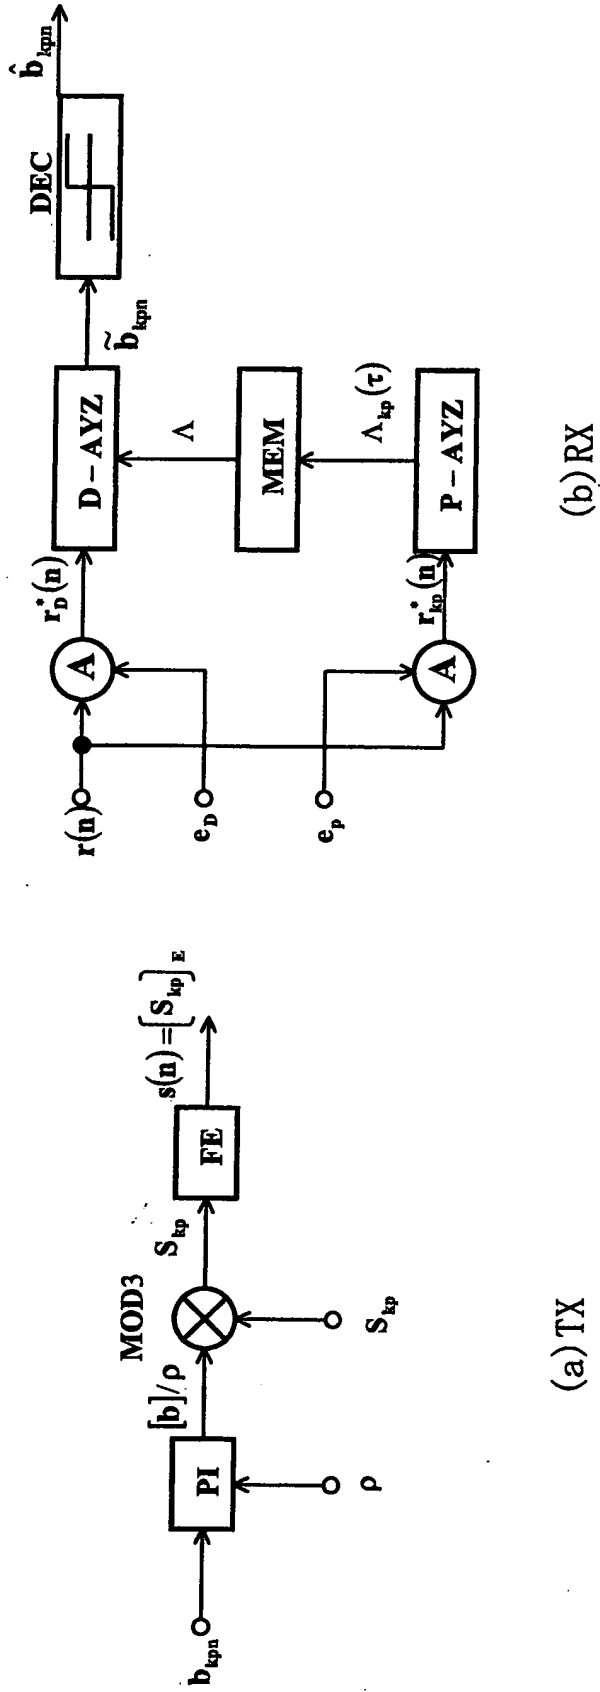 b_kpn
PI
ρ
[b]/ρ
MOD3
s_kp
S_kp
FE
s(n)=[S_kp]_E
(a)TX
r(n)
e_D
e_p
A
A
r*_D(n)
r*_kp(n)
D-AYZ
Λ
MEM
Λ_kp(τ)
P-AYZ
b̃_kpn
DEC
b̂_kpn
(b)RX